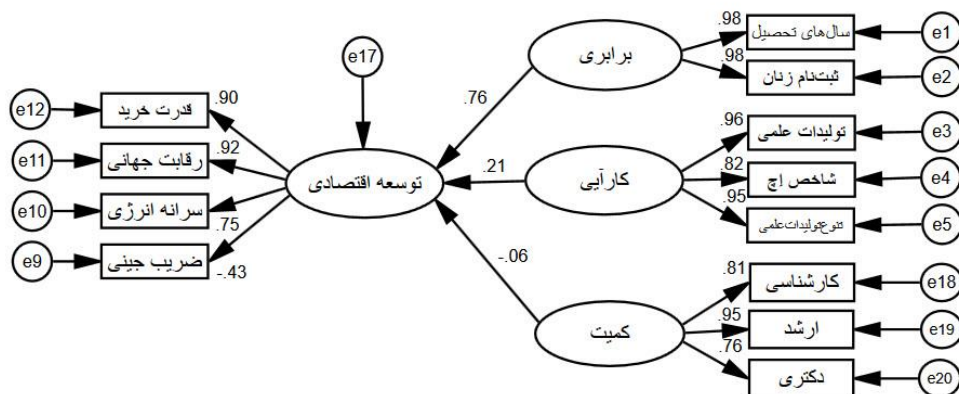 e17
برابری
.98
سال‌های تحصیل
e1
.98
ثبت‌نام زنان
e2
.76
e12
قدرت خرید
.90
e11
رقابت جهانی
.92
e10
سرانه انرژی
.75
e9
ضریب جینی
-.43
توسعه اقتصادی
.21
کارآیی
.96
تولیدات علمی
e3
.82
شاخص اچ
e4
.95
تنوع‌تولیدات‌علمی
e5
-.06
کمیت
.81
کارشناسی
e18
.95
ارشد
e19
.76
دکتری
e20